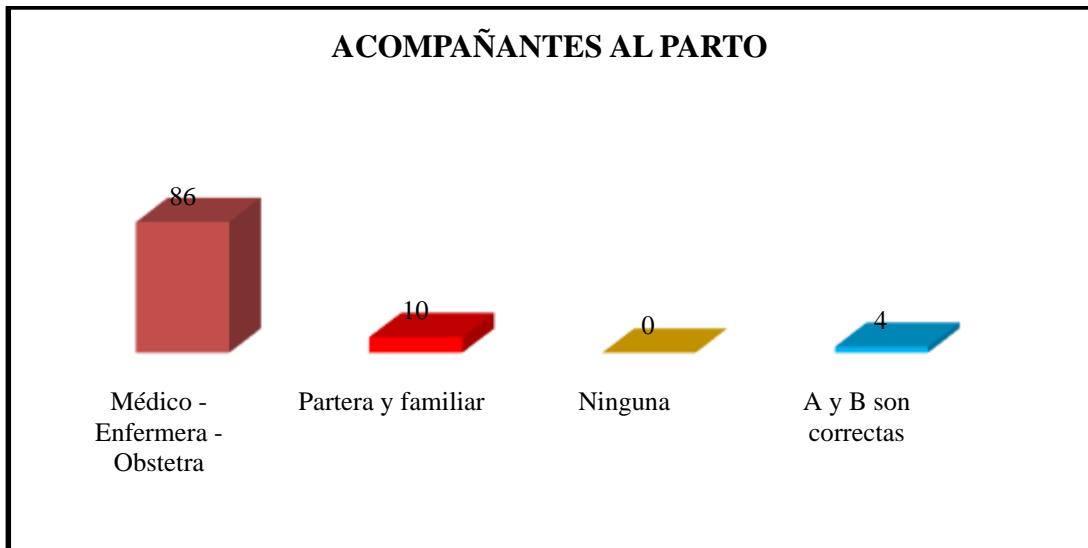 ACOMPAÑANTES AL PARTO
86
10
0
4
Médico -
Enfermera -
Obstetra
Partera y familiar
Ninguna
A y B son
correctas